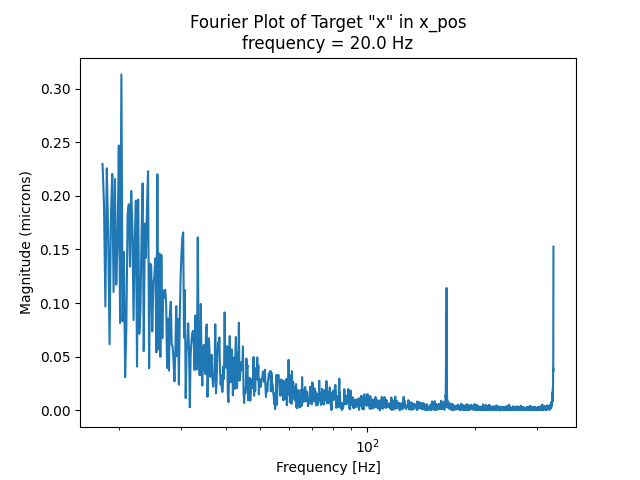 Fourier Plot of Target "x" in x_pos
frequency = 20.0 Hz
Magnitude (microns)
0.30
0.25
0.20
0.15
0.10
0.05
0.00
10²
Frequency [Hz]